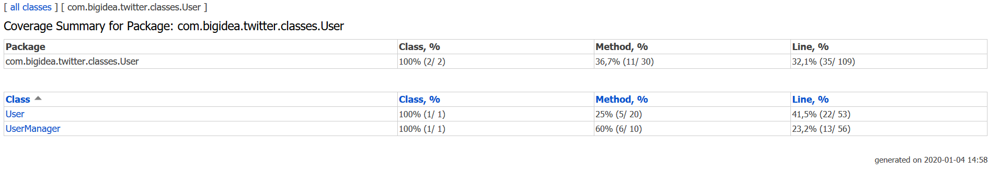 [ all classes ] [ com.bigidea.twitter.classes.User ]
Coverage Summary for Package: com.bigidea.twitter.classes.User
Package Class, % Method, % Line, %
com.bigidea.twitter.classes.User 100% (2/ 2) 36,7% (11/ 30) 32,1% (35/ 109)
Class Class, % Method, % Line, %
User 100% (1/ 1) 25% (5/ 20) 41,5% (22/ 53)
UserManager 100% (1/ 1) 60% (6/ 10) 23,2% (13/ 56)
generated on 2020-01-04 14:58